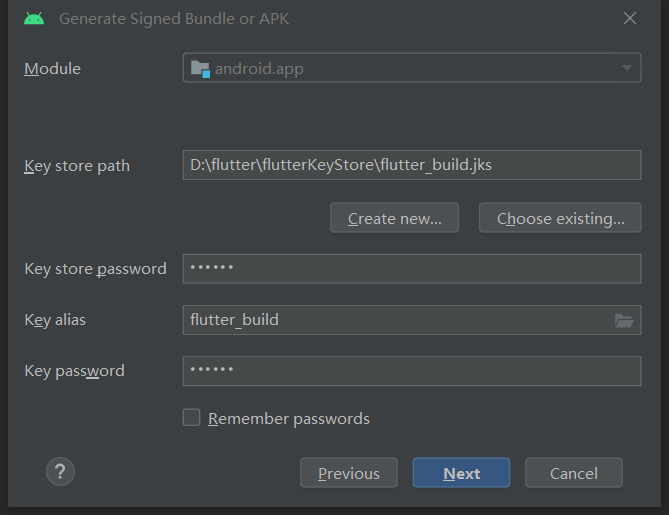 Generate Signed Bundle or APK
Module
android.app
Key store path
D:\flutter\flutterKeyStore\flutter_build.jks
Create new...
Choose existing...
Key store password
••••••
Key alias
flutter_build
Key password
••••••
Remember passwords
?
Previous
Next
Cancel